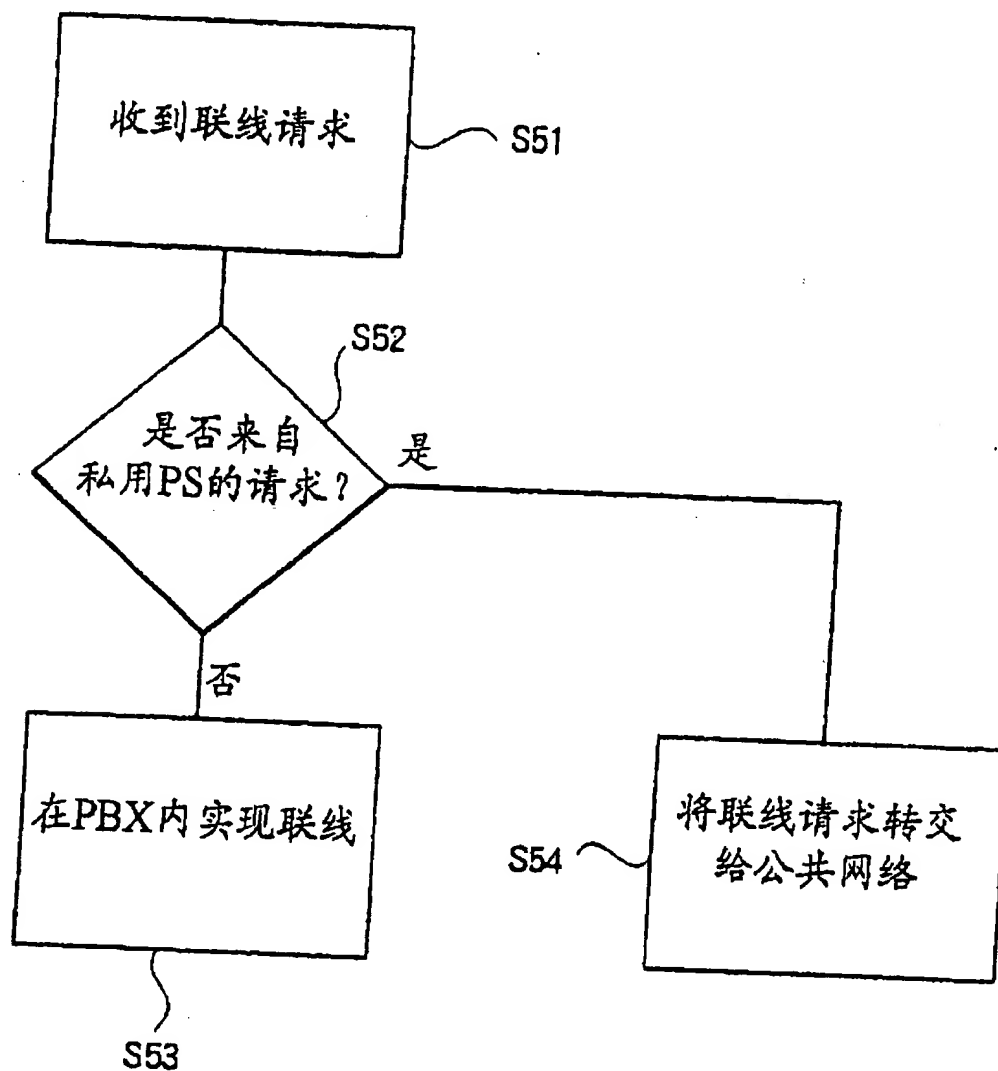 收到联线请求
S51
S52
是否来自
私用PS的请求?
是
否
在PBX内实现联线
S53
将联线请求转交
给公共网络
S54